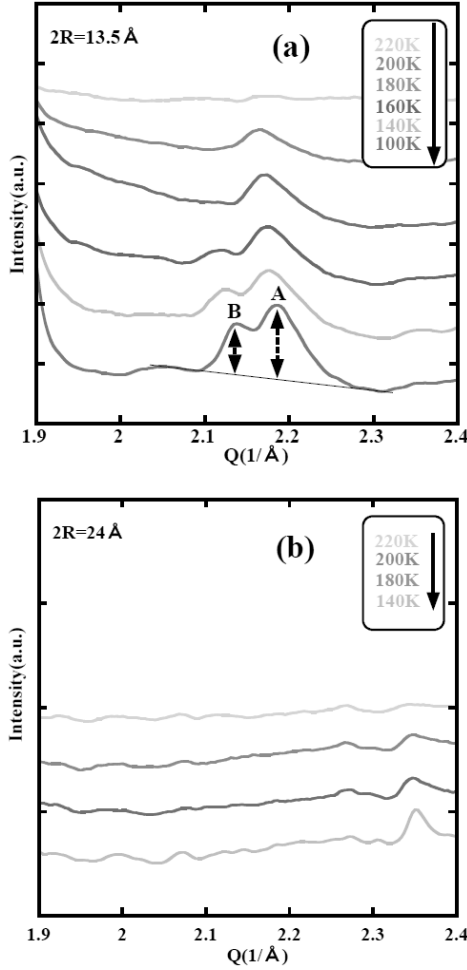 2R=13.5Å
(a)
220K
200K
180K
160K
140K
100K
B
A
Intensity(a.u.)
1.9 2 2.1 2.2 2.3 2.4
Q(1/Å)
2R=24Å
(b)
220K
200K
180K
140K
Intensity(a.u.)
1.9 2 2.1 2.2 2.3 2.4
Q(1/Å)